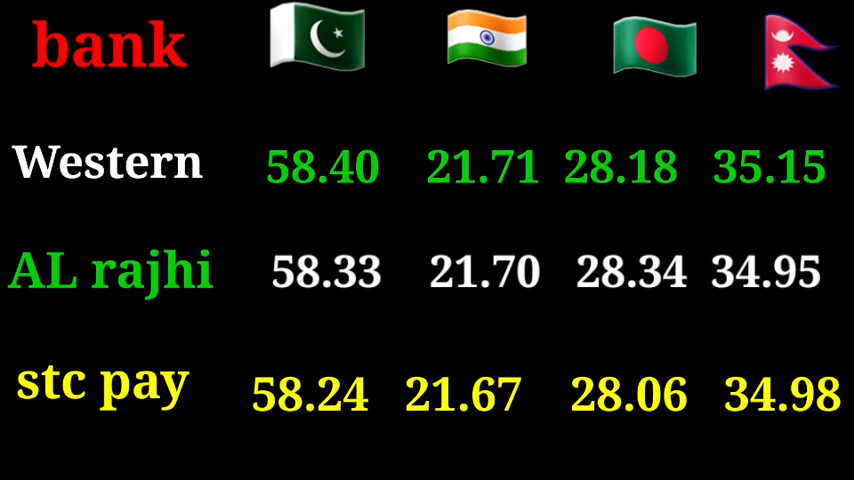 bank
Western 58.40 21.71 28.18 35.15
AL rajhi 58.33 21.70 28.34 34.95
stc pay 58.24 21.67 28.06 34.98